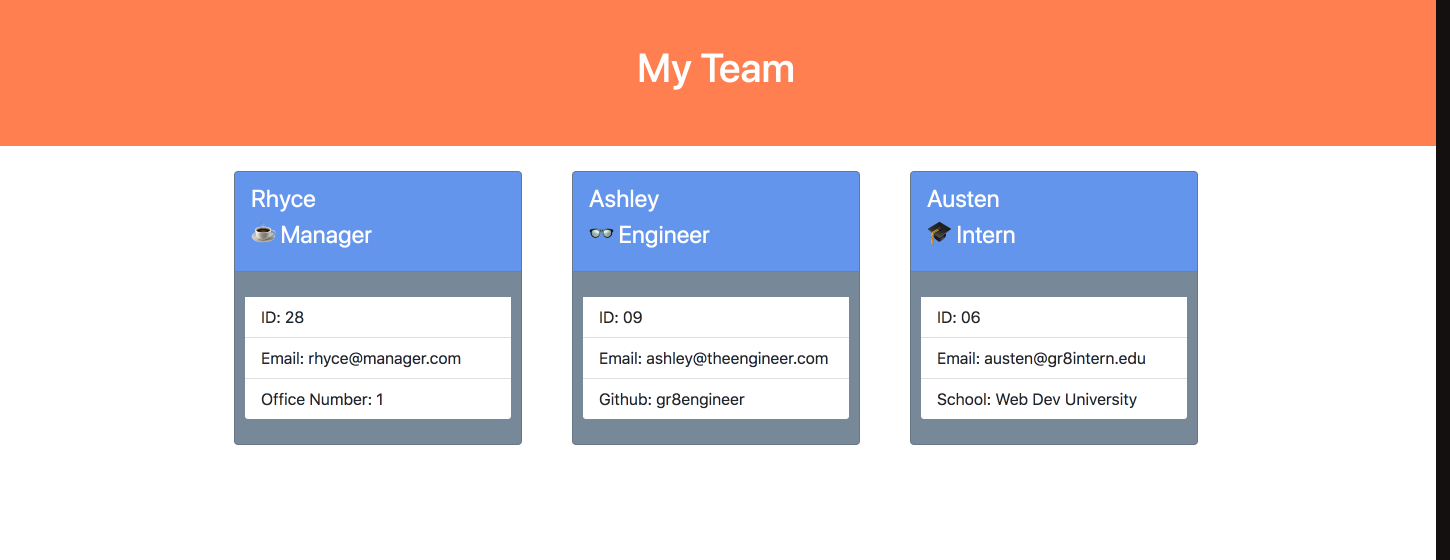 My Team
Rhyce
☕ Manager
ID: 28
Email: rhyce@manager.com
Office Number: 1
Ashley
👓 Engineer
ID: 09
Email: ashley@theengineer.com
Github: gr8engineer
Austen
🎓 Intern
ID: 06
Email: austen@gr8intern.edu
School: Web Dev University